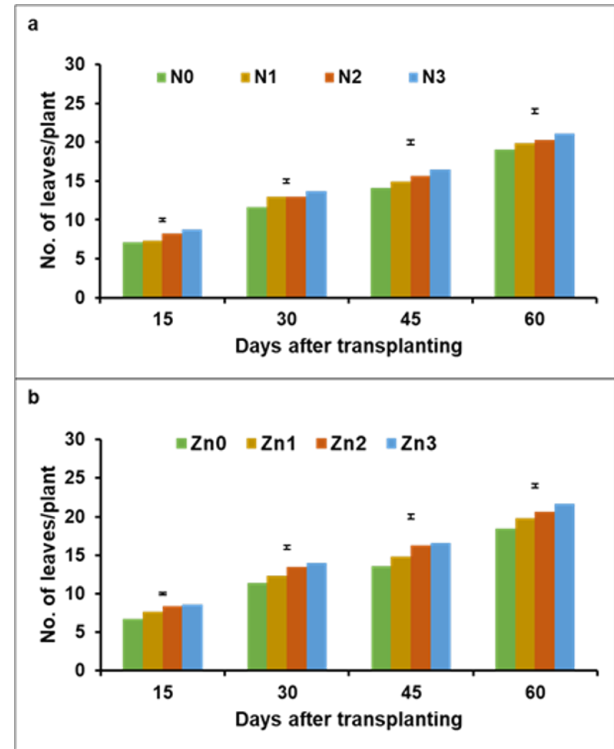 a
30
25
20
15
10
5
0
No. of leaves/plant
N0 N1 N2 N3
15 30 45 60
Days after transplanting
b
30
25
20
15
10
5
0
No. of leaves/plant
Zn0 Zn1 Zn2 Zn3
15 30 45 60
Days after transplanting